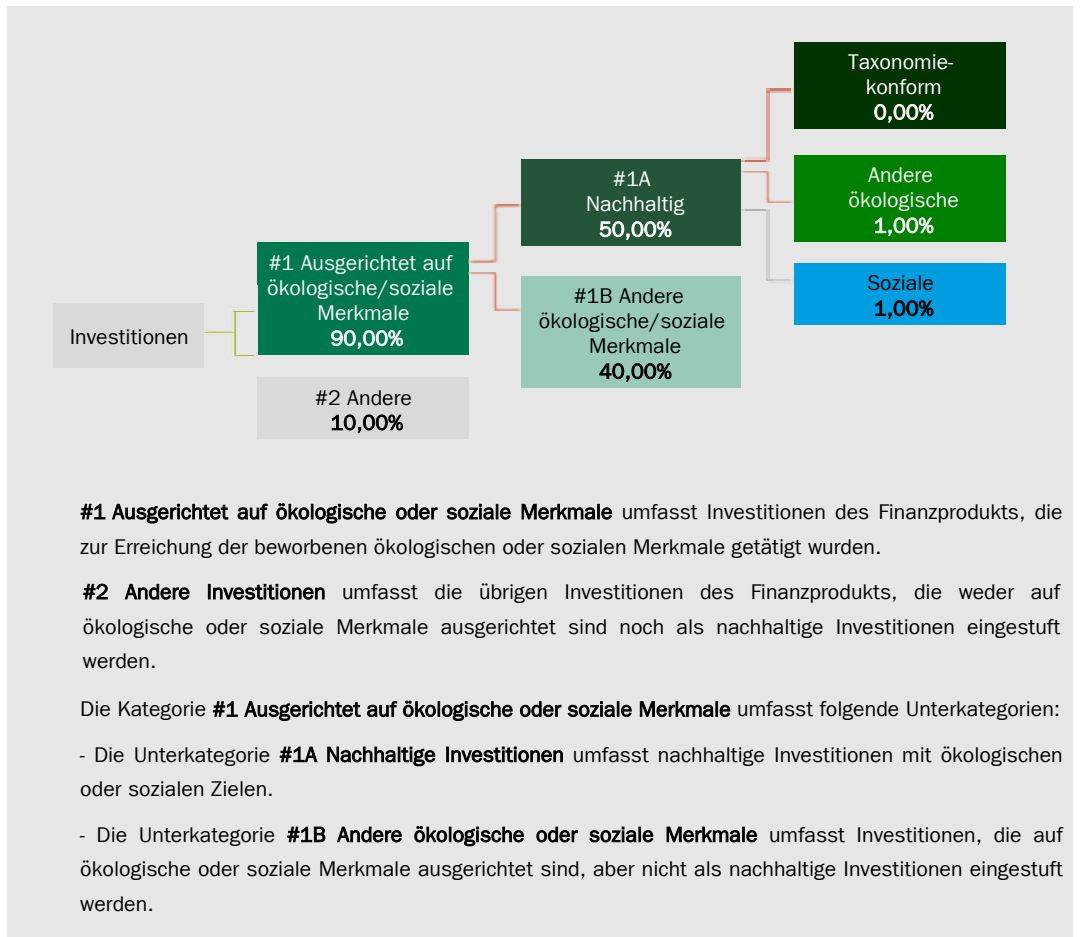 Investitionen
#1 Ausgerichtet auf
ökologische/soziale
Merkmale
90,00%
#2 Andere
10,00%
#1A
Nachhaltig
50,00%
#1B Andere
ökologische/soziale
Merkmale
40,00%
Taxonomie-
konform
0,00%
Andere
ökologische
1,00%
Soziale
1,00%
#1 Ausgerichtet auf ökologische oder soziale Merkmale umfasst Investitionen des Finanzprodukts, die
zur Erreichung der beworbenen ökologischen oder sozialen Merkmale getätigt wurden.
#2 Andere Investitionen umfasst die übrigen Investitionen des Finanzprodukts, die weder auf
ökologische oder soziale Merkmale ausgerichtet sind noch als nachhaltige Investitionen eingestuft
werden.
Die Kategorie #1 Ausgerichtet auf ökologische oder soziale Merkmale umfasst folgende Unterkategorien:
- Die Unterkategorie #1A Nachhaltige Investitionen umfasst nachhaltige Investitionen mit ökologischen
oder sozialen Zielen.
- Die Unterkategorie #1B Andere ökologische oder soziale Merkmale umfasst Investitionen, die auf
ökologische oder soziale Merkmale ausgerichtet sind, aber nicht als nachhaltige Investitionen eingestuft
werden.